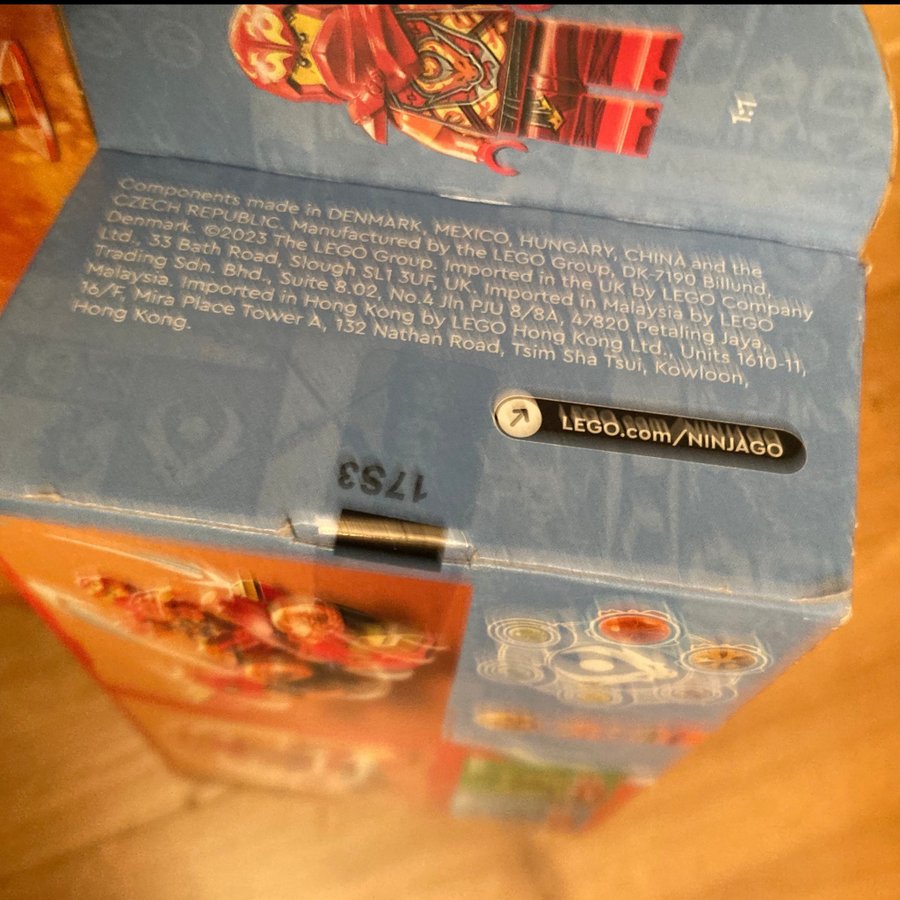 1:1
Components made in DENMARK, MEXICO, HUNGARY, CHINA and the
CZECH REPUBLIC. Manufactured by the LEGO Group, DK-7190 Billund,
Denmark. ©2023 The LEGO Group. Imported in the UK by LEGO Company
Ltd., 33 Bath Road, Slough SL1 3UF, UK. Imported in Malaysia by LEGO
Trading Sdn. Bhd., Suite 8.02, No.4 Jln PJU 8/8A, 47820 Petaling Jaya,
Malaysia. Imported in Hong Kong by LEGO Hong Kong Ltd., Units 1610-11,
16/F, Mira Place Tower A, 132 Nathan Road, Tsim Sha Tsui, Kowloon,
Hong Kong.
LEGO.com/NINJAGO
17S3